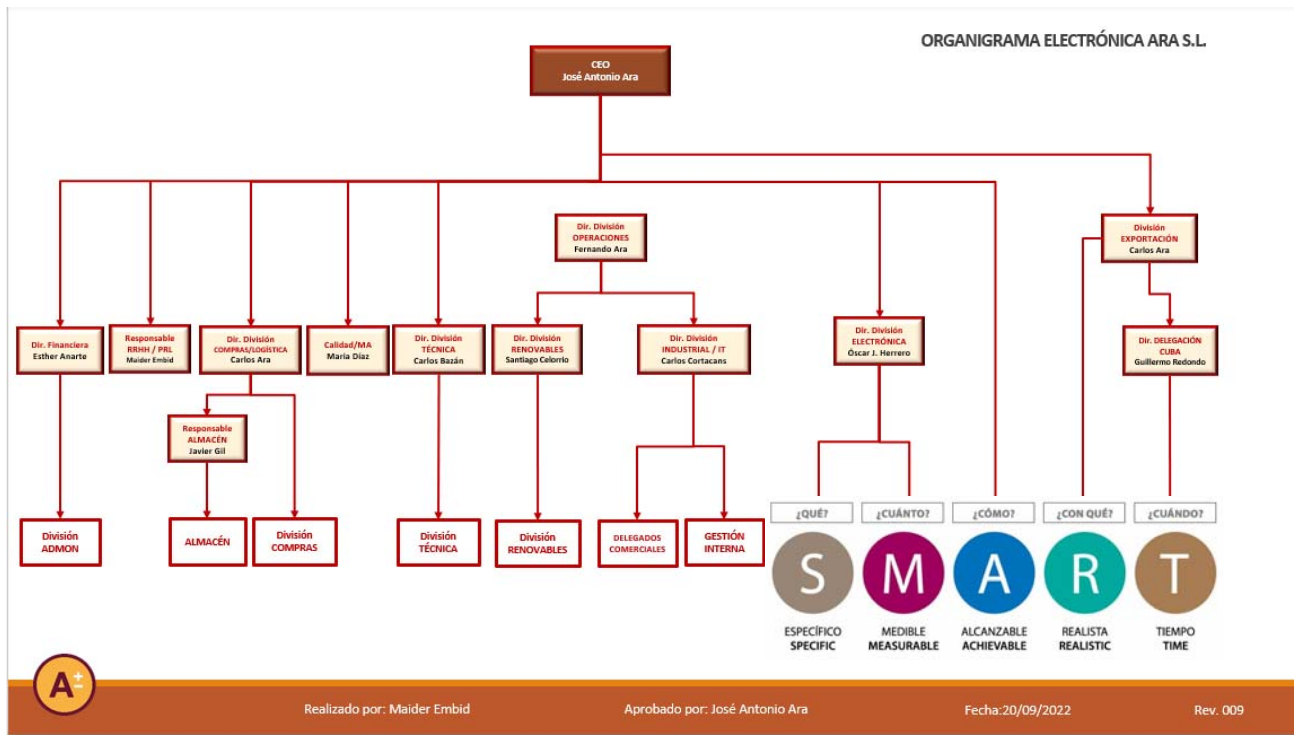 ORGANIGRAMA ELECTRÓNICA ARA S.L.
CEO
José Antonio Ara
Dir. División
OPERACIONES
Fernando Ara
División
EXPORTACIÓN
Carlos Ara
Dir. Financiera
Esther Anarte
Responsable
RRHH / PRL
Maider Embid
Dir. División
COMPRAS/LOGÍSTICA
Carlos Ara
Calidad/MA
María Díaz
Dir. División
TÉCNICA
Carlos Bazán
Dir. División
RENOVABLES
Santiago Celorrio
Dir. División
INDUSTRIAL / IT
Carlos Cortacans
Dir. División
ELECTRÓNICA
Óscar J. Herrero
Dir. DELEGACIÓN
CUBA
Guillermo Redondo
Responsable
ALMACÉN
Javier Gil
División
ADMON
ALMACÉN
División
COMPRAS
División
TÉCNICA
División
RENOVABLES
DELEGADOS
COMERCIALES
GESTIÓN
INTERNA
¿QUÉ?
¿CUÁNTO?
¿CÓMO?
¿CON QUÉ?
¿CUÁNDO?
S
M
A
R
T
ESPECÍFICO
SPECIFIC
MEDIBLE
MEASURABLE
ALCANZABLE
ACHIEVABLE
REALISTA
REALISTIC
TIEMPO
TIME
A±
Realizado por: Maider Embid
Aprobado por: José Antonio Ara
Fecha:20/09/2022
Rev. 009